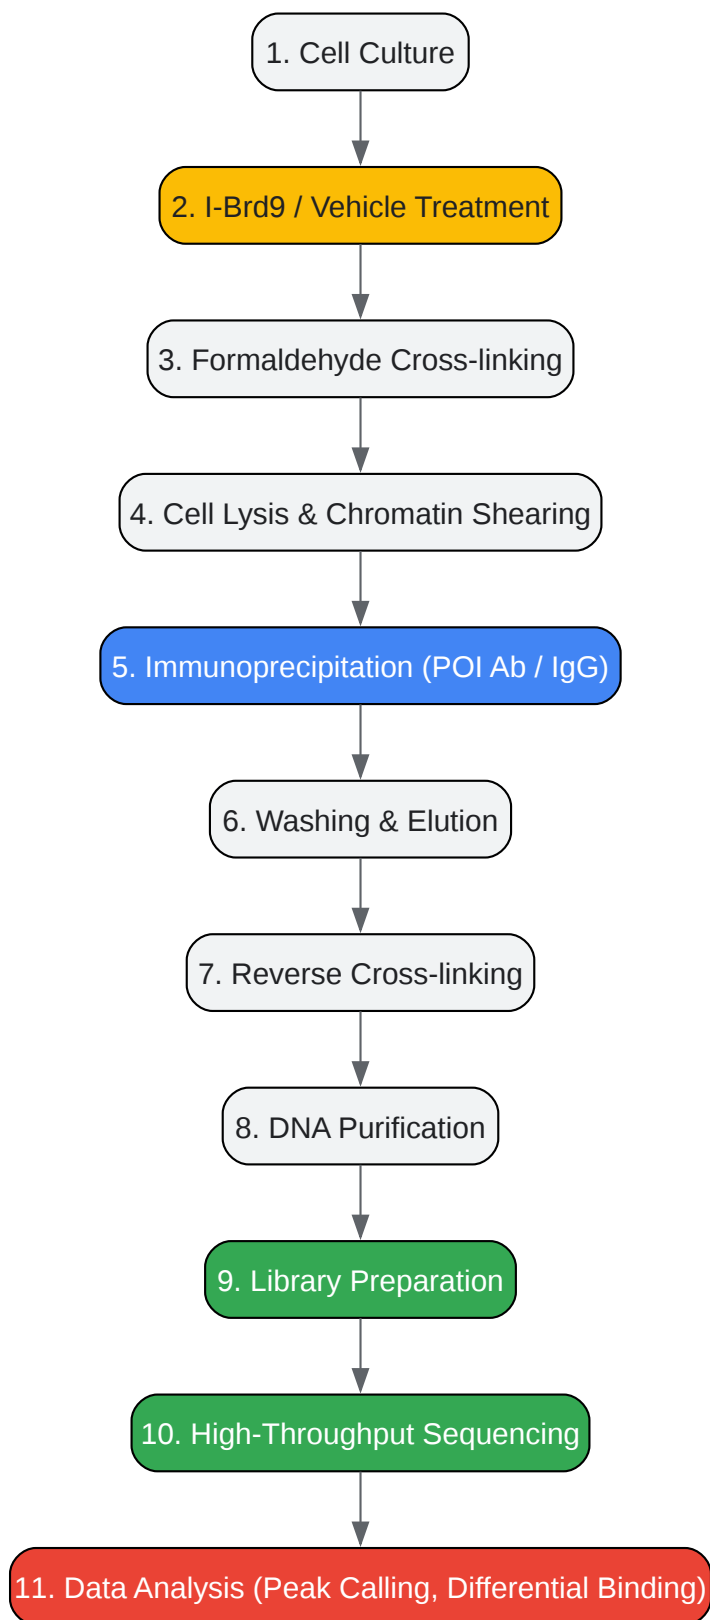 1. Cell Culture
2. I-Brd9 / Vehicle Treatment
3. Formaldehyde Cross-linking
4. Cell Lysis & Chromatin Shearing
5. Immunoprecipitation (POI Ab / IgG)
6. Washing & Elution
7. Reverse Cross-linking
8. DNA Purification
9. Library Preparation
10. High-Throughput Sequencing
11. Data Analysis (Peak Calling, Differential Binding)